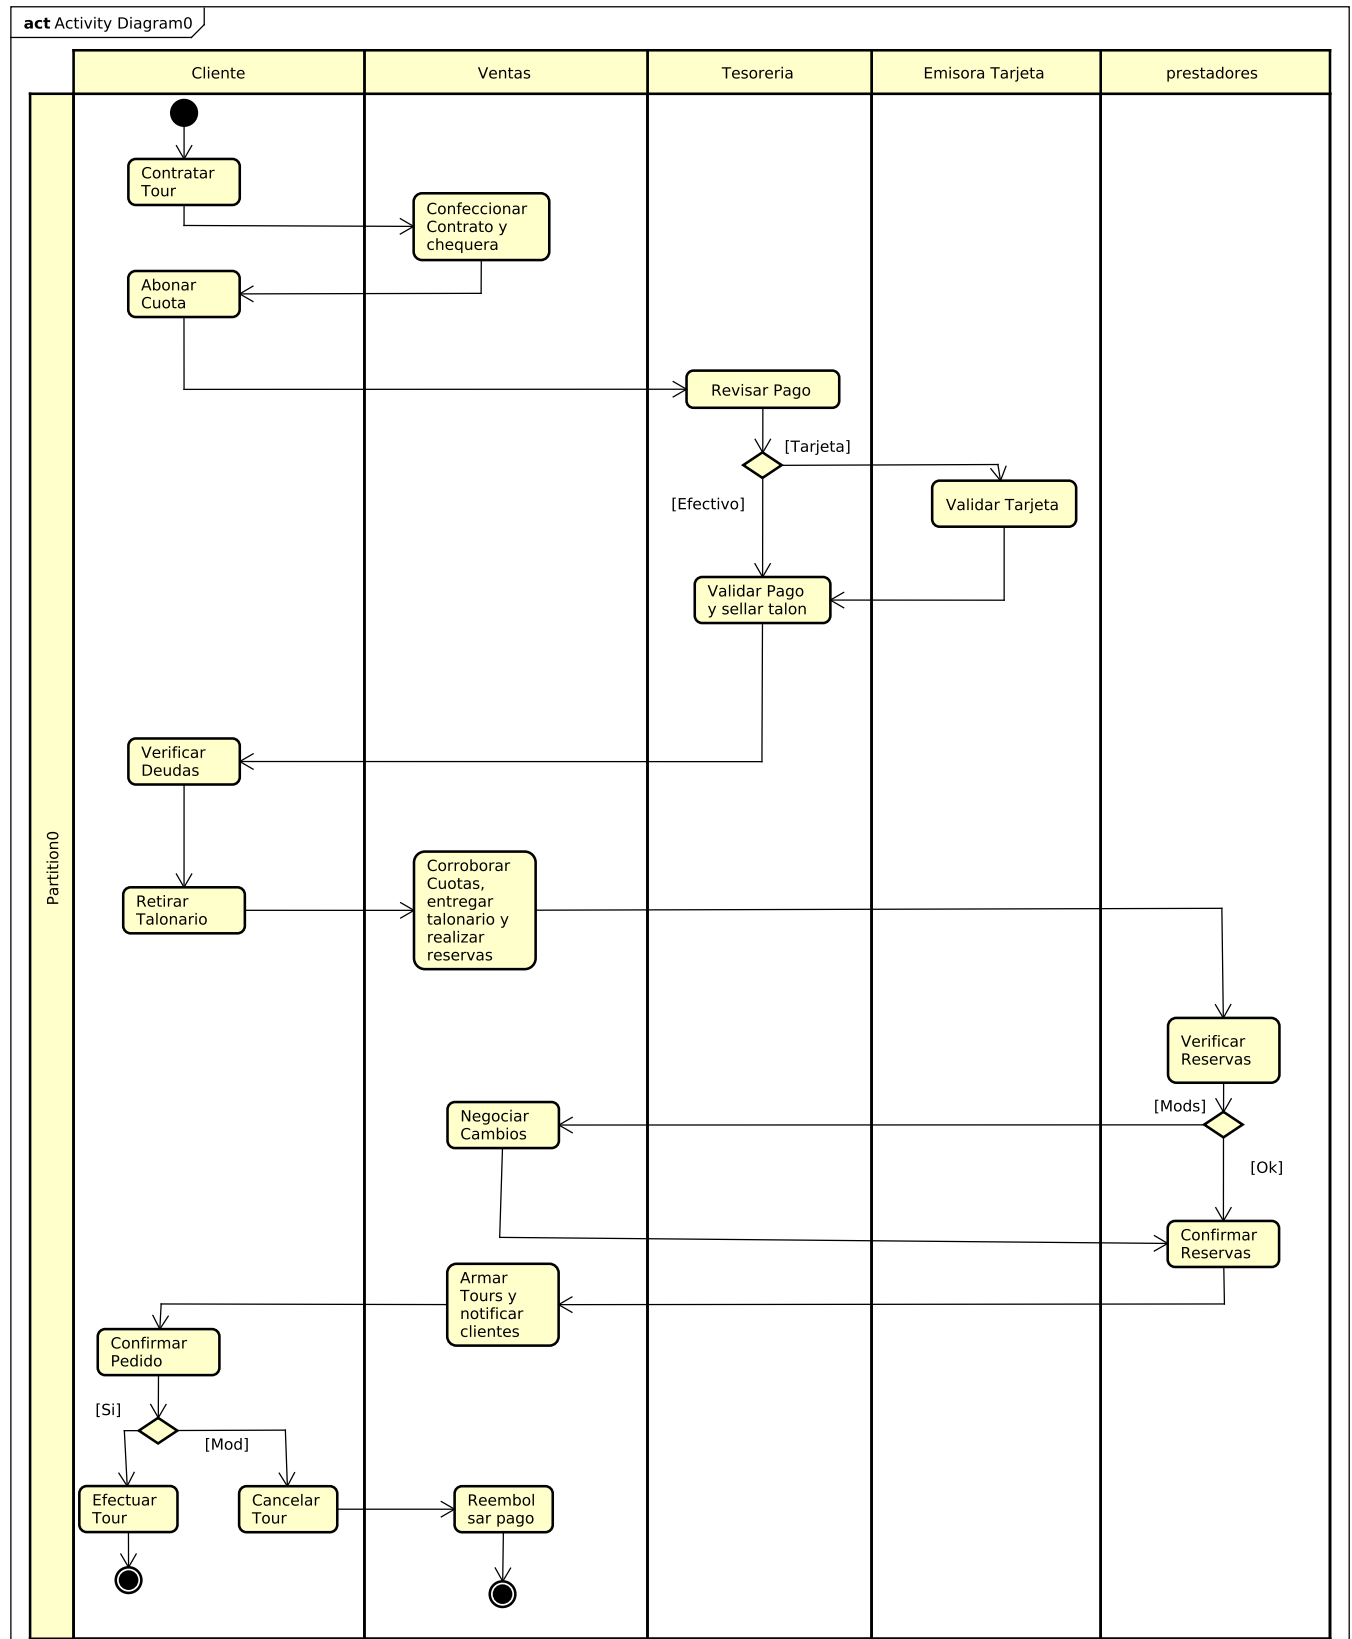 act Activity Diagram0
Cliente
Ventas
Tesoreria
Emisora Tarjeta
prestadores
Partition0
Contratar
Tour
Confeccionar
Contrato y
chequera
Abonar
Cuota
Revisar Pago
[Tarjeta]
[Efectivo]
Validar Tarjeta
Validar Pago
y sellar talon
Verificar
Deudas
Retirar
Talonario
Corroborar
Cuotas,
entregar
talonario y
realizar
reservas
Verificar
Reservas
[Mods]
Negociar
Cambios
[Ok]
Confirmar
Reservas
Armar
Tours y
notificar
clientes
Confirmar
Pedido
[Si]
[Mod]
Efectuar
Tour
Cancelar
Tour
Reembol
sar pago